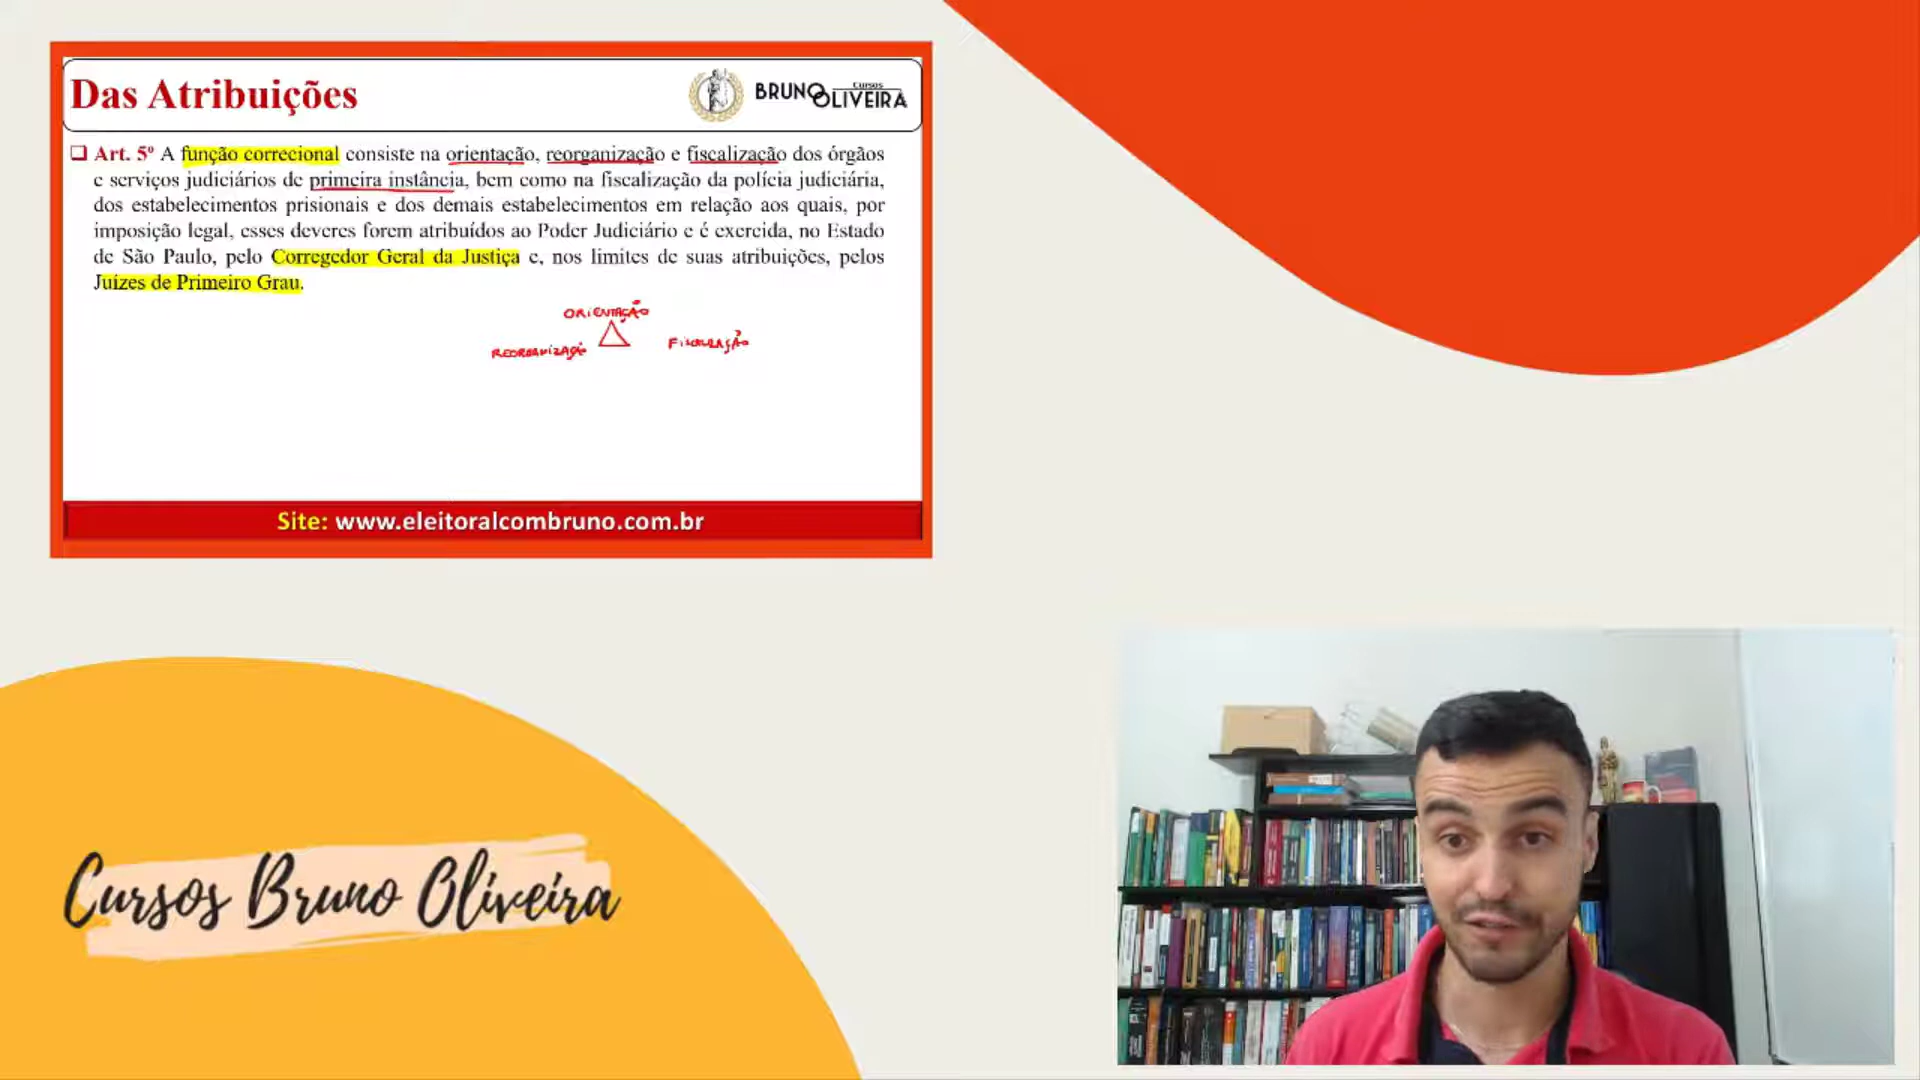 Das Atribuições
Cursos
BRUNO OLIVEIRA
❑ Art. 5º A função correcional consiste na orientação, reorganização e fiscalização dos órgãos
e serviços judiciários de primeira instância, bem como na fiscalização da polícia judiciária,
dos estabelecimentos prisionais e dos demais estabelecimentos em relação aos quais, por
imposição legal, esses deveres forem atribuídos ao Poder Judiciário e é exercida, no Estado
de São Paulo, pelo Corregedor Geral da Justiça e, nos limites de suas atribuições, pelos
Juízes de Primeiro Grau.
ORIENTAÇÃO
REORGANIZAÇÃO
FISCALIZAÇÃO
Site: www.eleitoralcombruno.com.br
Cursos Bruno Oliveira